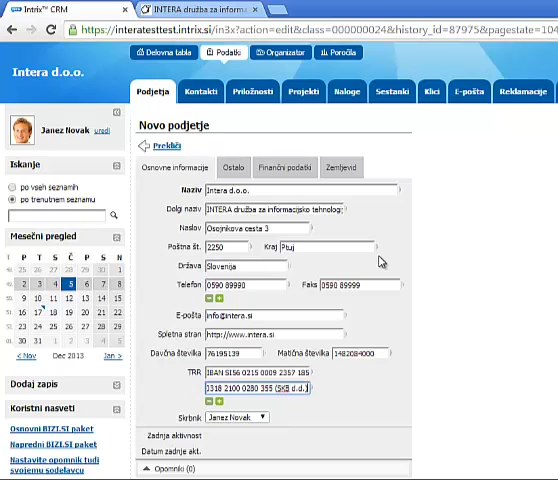 Intrix™ CRM
INTERA družba za informa
https://interatesttest.intrix.si/in3x?action=edit&class=000000024&history_id=87975&pagestate=104
Delovna tabla
Podatki
Organizator
Poročila
Intera d.o.o.
Podjetja
Kontakti
Priložnosti
Projekti
Naloge
Sestanki
Klici
E-pošta
Reklamacije
Janez Novak uredi
Iskanje
po vseh seznamih
po trenutnem seznamu
Mesečni pregled
T P T S Č P S N
48. 25 26 27 28 29 30 1
49. 2 3 4 5 6 7 8
50. 9 10 11 12 13 14 15
51. 16 17 18 19 20 21 22
52. 23 24 25 26 27 28 29
01. 30 31 1 2 3 4 5
< Nov Dec 2013 Jan >
Dodaj zapis
Koristni nasveti
Osnovni BIZI.SI paket
Napredni BIZI.SI paket
Nastavite opomnik tudi
svojemu sodelavcu
Novo podjetje
Prekliči
Osnovne informacije
Ostalo
Finančni podatki
Zemljevid
Naziv Intera d.o.o.
Dolgi naziv INTERA družba za informacijsko tehnolog
Naslov Osojnikova cesta 3
Poštna št. 2250 Kraj Ptuj
Država Slovenija
Telefon 0590 89990 Faks 0590 89999
E-pošta info@intera.si
Spletna stran http://www.intera.si
Davčna številka 76195139 Matična številka 1482084000
TRR IBAN SI56 0215 0009 2357 185
0318 2100 0280 355 (SKB d.d.)
Skrbnik Janez Novak
Zadnja aktivnost
Datum zadnje akt.
Opomniki (0)